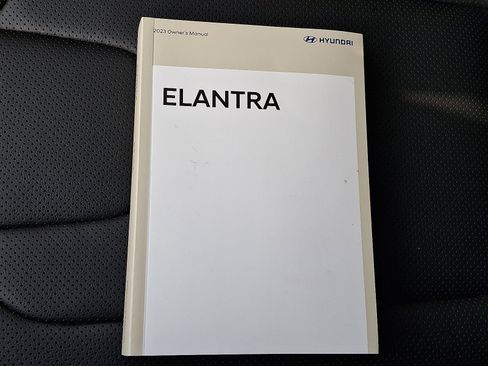 2023 Owner's Manual
HYUNDAI
ELANTRA